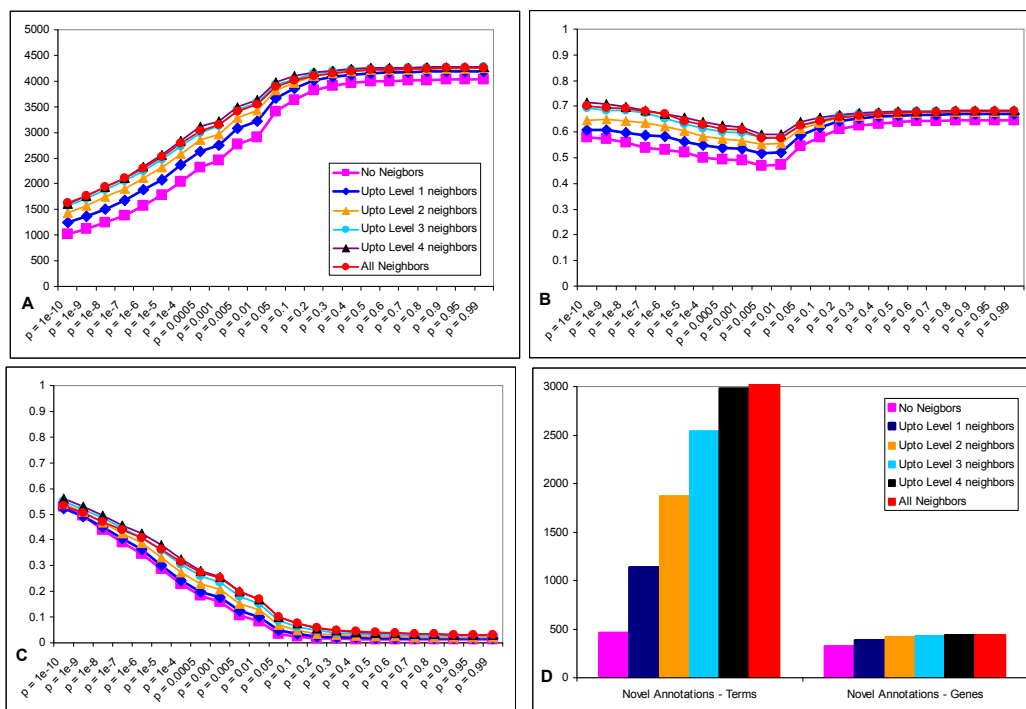 5000
4500
4000
3500
3000
2500
2000
1500
1000
500
0
No Neigbors
Upto Level 1 neighbors
Upto Level 2 neighbors
Upto Level 3 neighbors
Upto Level 4 neighbors
All Neighbors
A
p = 1e-10
p = 1e-9
p = 1e-8
p = 1e-7
p = 1e-6
p = 1e-5
p = 1e-4
p = 0.0005
p = 0.001
p = 0.005
p = 0.01
p = 0.05
p = 0.1
p = 0.2
p = 0.3
p = 0.4
p = 0.5
p = 0.6
p = 0.7
p = 0.8
p = 0.9
p = 0.95
p = 0.99
1
0.9
0.8
0.7
0.6
0.5
0.4
0.3
0.2
0.1
0
B
p = 1e-10
p = 1e-9
p = 1e-8
p = 1e-7
p = 1e-6
p = 1e-5
p = 1e-4
p = 0.0005
p = 0.001
p = 0.005
p = 0.01
p = 0.05
p = 0.1
p = 0.2
p = 0.3
p = 0.4
p = 0.5
p = 0.6
p = 0.7
p = 0.8
p = 0.9
p = 0.95
p = 0.99
1
0.9
0.8
0.7
0.6
0.5
0.4
0.3
0.2
0.1
0
C
p = 1e-10
p = 1e-9
p = 1e-8
p = 1e-7
p = 1e-6
p = 1e-5
p = 1e-4
p = 0.0005
p = 0.001
p = 0.005
p = 0.01
p = 0.05
p = 0.1
p = 0.2
p = 0.3
p = 0.4
p = 0.5
p = 0.6
p = 0.7
p = 0.8
p = 0.9
p = 0.95
p = 0.99
3000
2500
2000
1500
1000
500
0
No Neigbors
Upto Level 1 neighbors
Upto Level 2 neighbors
Upto Level 3 neighbors
Upto Level 4 neighbors
All Neighbors
D
Novel Annotations - Terms
Novel Annotations - Genes